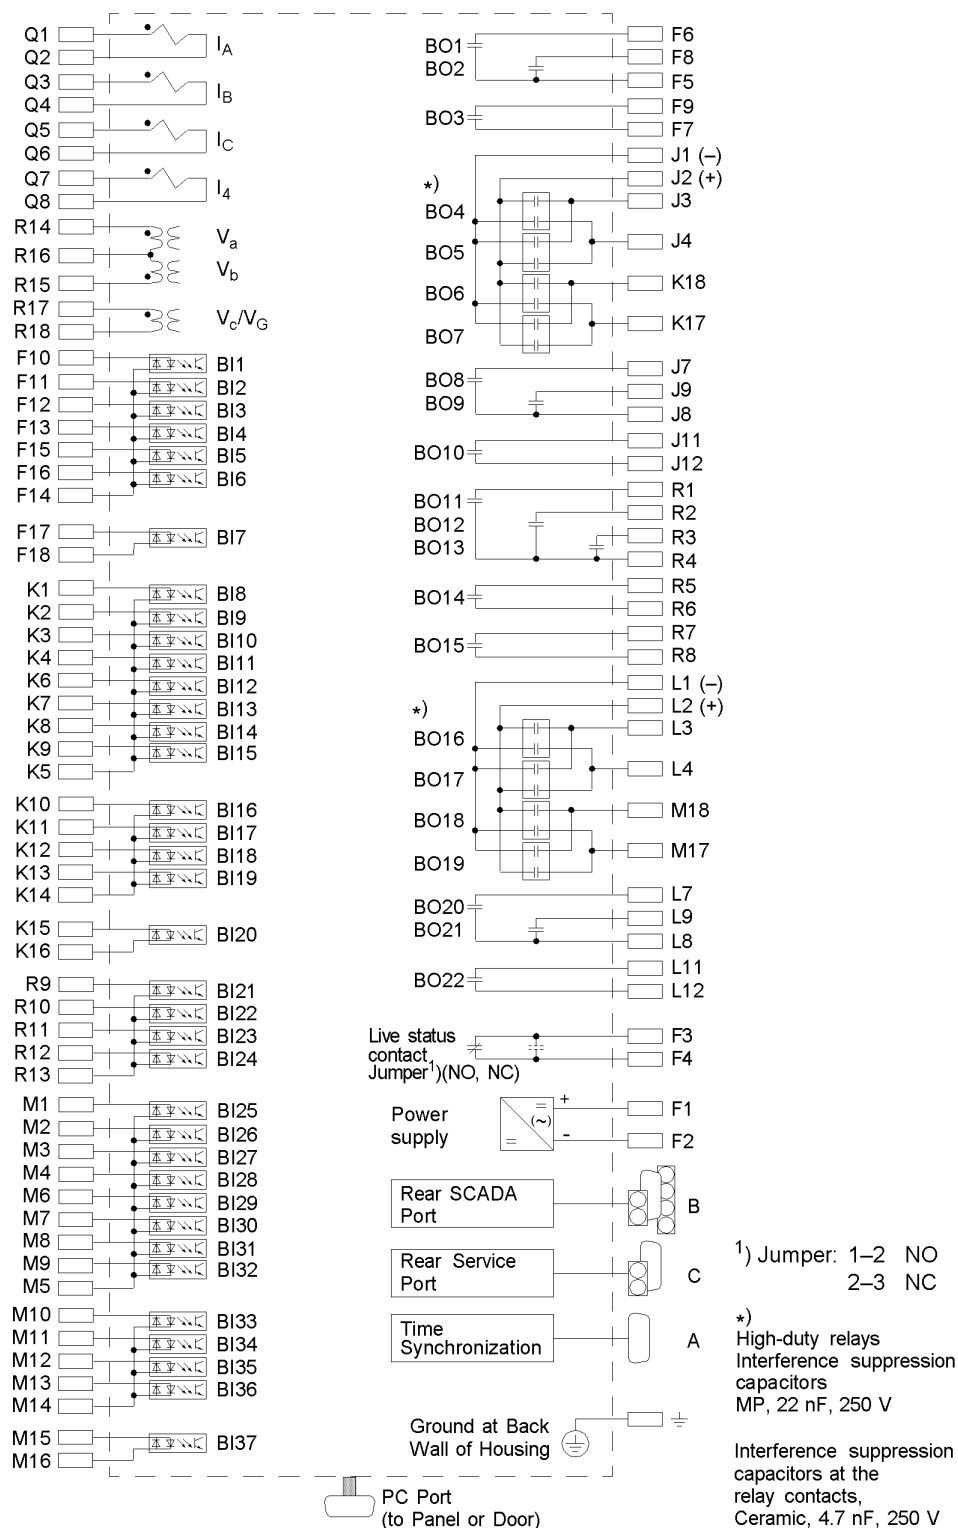 Q1
Q2
I_A
Q3
Q4
I_B
Q5
Q6
I_C
Q7
Q8
I_4
R14
R16
R15
V_a
V_b
R17
R18
V_c/V_G
F10 BI1
F11 BI2
F12 BI3
F13 BI4
F15 BI5
F16 BI6
F14
F17 BI7
F18
K1 BI8
K2 BI9
K3 BI10
K4 BI11
K6 BI12
K7 BI13
K8 BI14
K9 BI15
K5
K10 BI16
K11 BI17
K12 BI18
K13 BI19
K14
K15 BI20
K16
R9 BI21
R10 BI22
R11 BI23
R12 BI24
R13
M1 BI25
M2 BI26
M3 BI27
M4 BI28
M6 BI29
M7 BI30
M8 BI31
M9 BI32
M5
M10 BI33
M11 BI34
M12 BI35
M13 BI36
M14
M15 BI37
M16
BO1
BO2
F6
F8
F5
BO3
F9
F7
J1 (–)
J2 (+)
*)
BO4
BO5
BO6
BO7
J3
J4
K18
K17
BO8
BO9
J7
J9
J8
BO10
J11
J12
BO11
BO12
BO13
R1
R2
R3
R4
BO14
R5
R6
BO15
R7
R8
L1 (–)
L2 (+)
*)
BO16
BO17
BO18
BO19
L3
L4
M18
M17
BO20
BO21
L7
L9
L8
BO22
L11
L12
Live status
contact
Jumper¹)(NO, NC)
F3
F4
Power
supply
=
(~)
=
+
-
F1
F2
Rear SCADA
Port
B
Rear Service
Port
C
Time
Synchronization
A
Ground at Back
Wall of Housing
PC Port
(to Panel or Door)
¹) Jumper: 1–2 NO
2–3 NC
*)
High-duty relays
Interference suppression
capacitors
MP, 22 nF, 250 V
Interference suppression
capacitors at the
relay contacts,
Ceramic, 4.7 nF, 250 V